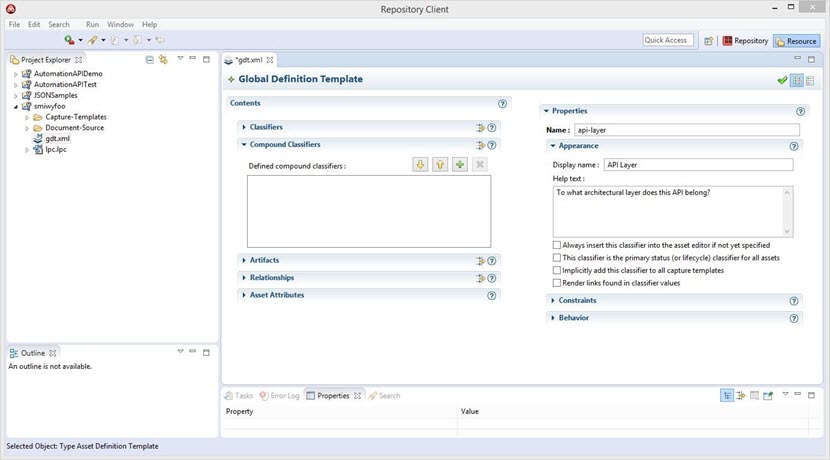 Repository Client
File Edit Search Run Window Help
Quick Access
Repository
Resource
Project Explorer
AutomationAPIDemo
AutomationAPITest
JSONSamples
smiwyfoo
Capture-Templates
Document-Source
gdt.xml
lpc.lpc
Outline
An outline is not available.
*gdt.xml
Global Definition Template
Contents
Classifiers
Compound Classifiers
Defined compound classifiers :
Artifacts
Relationships
Asset Attributes
Properties
Name : api-layer
Appearance
Display name : API Layer
Help text :
To what architectural layer does this API belong?
Always insert this classifier into the asset editor if not yet specified
This classifier is the primary status (or lifecycle) classifier for all assets
Implicitly add this classifier to all capture templates
Render links found in classifier values
Constraints
Behavior
Tasks Error Log Properties Search
Property Value
Selected Object: Type Asset Definition Template